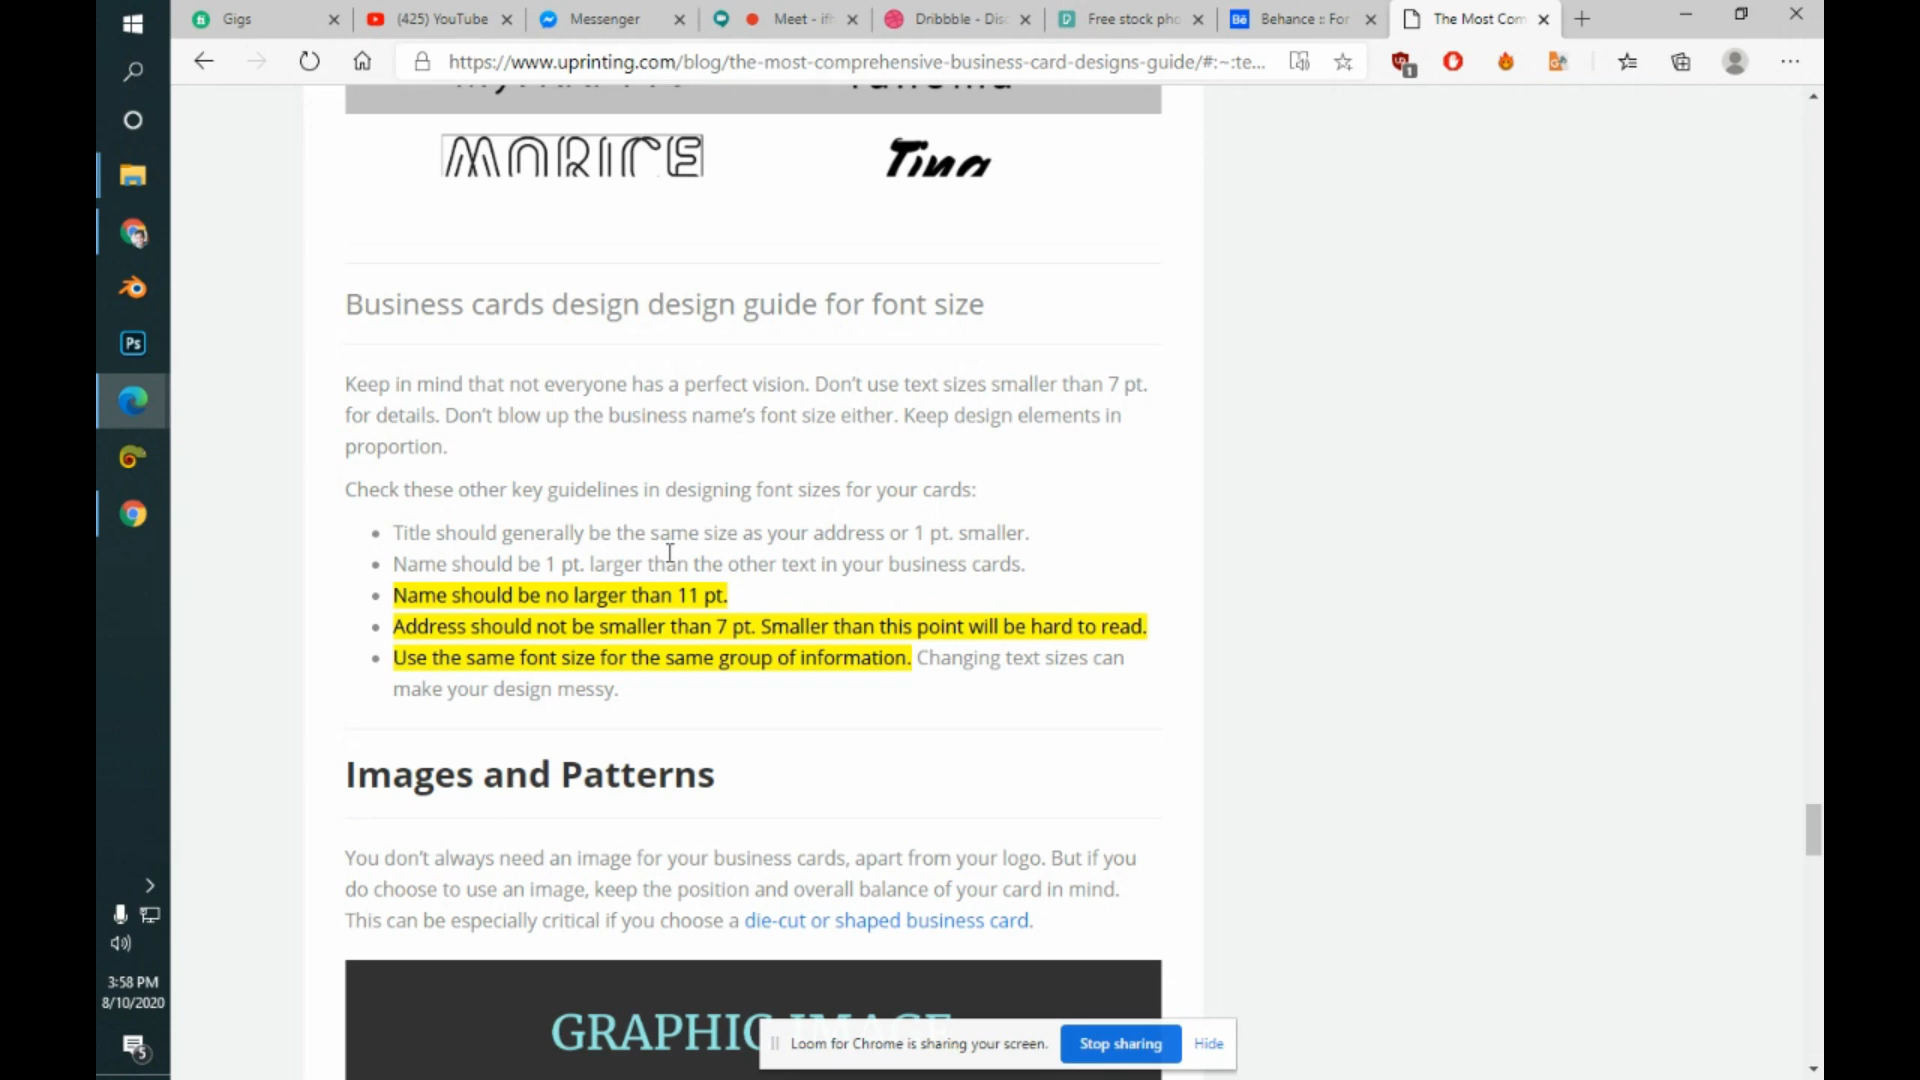 Gigs
(425) YouTube
Messenger
Meet - ift
Dribbble - Disc
Free stock pho
Bē
Behance :: For
The Most Com
https://www.uprinting.com/blog/the-most-comprehensive-business-card-designs-guide/#:~:te...
1
MORICE
Tina
Business cards design design guide for font size
Keep in mind that not everyone has a perfect vision. Don't use text sizes smaller than 7 pt.
for details. Don't blow up the business name's font size either. Keep design elements in
proportion.
Check these other key guidelines in designing font sizes for your cards:
• Title should generally be the same size as your address or 1 pt. smaller.
• Name should be 1 pt. larger than the other text in your business cards.
• Name should be no larger than 11 pt.
• Address should not be smaller than 7 pt. Smaller than this point will be hard to read.
• Use the same font size for the same group of information. Changing text sizes can
make your design messy.
Images and Patterns
You don't always need an image for your business cards, apart from your logo. But if you
do choose to use an image, keep the position and overall balance of your card in mind.
This can be especially critical if you choose a die-cut or shaped business card.
GRAPHIC IMAGE
Loom for Chrome is sharing your screen.
Stop sharing
Hide
Ps
3:58 PM
8/10/2020
5